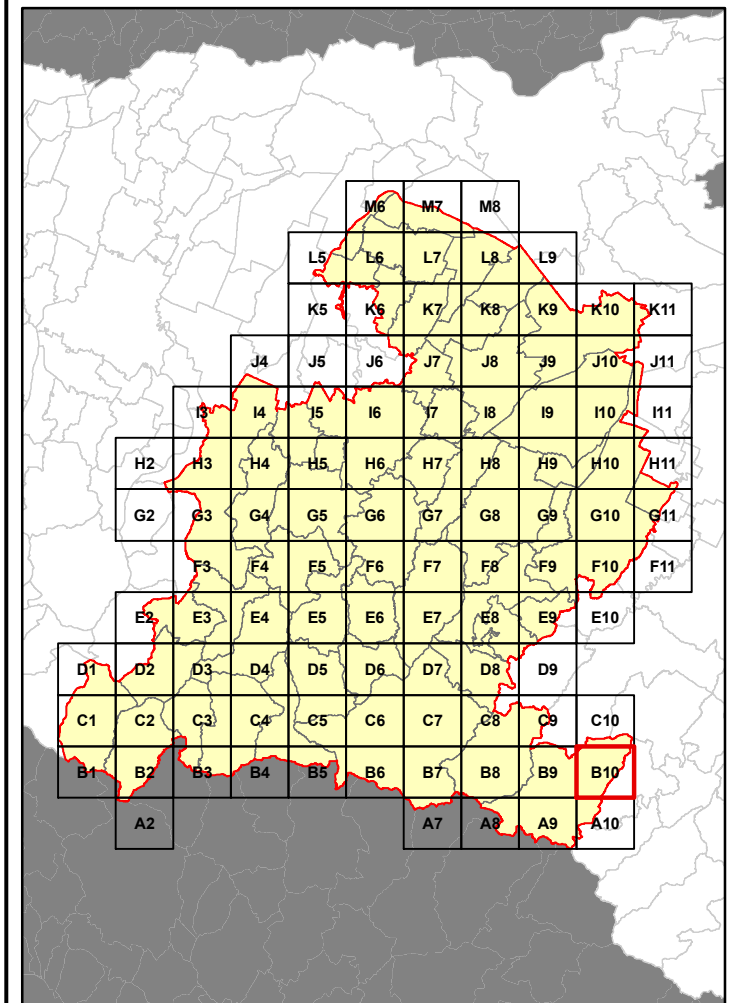 M6 M7 M8
L5 L6 L7 L8 L9
K5 K6 K7 K8 K9 K10 K11
J4 J5 J6 J7 J8 J9 J10 J11
I3 I4 I5 I6 I7 I8 I9 I10 I11
H2 H3 H4 H5 H6 H7 H8 H9 H10 H11
G2 G3 G4 G5 G6 G7 G8 G9 G10 G11
F3 F4 F5 F6 F7 F8 F9 F10 F11
E2 E3 E4 E5 E6 E7 E8 E9 E10
D1 D2 D3 D4 D5 D6 D7 D8 D9
C1 C2 C3 C4 C5 C6 C7 C8 C9 C10
B1 B2 B3 B4 B5 B6 B7 B8 B9 B10
A2 A7 A8 A9 A10